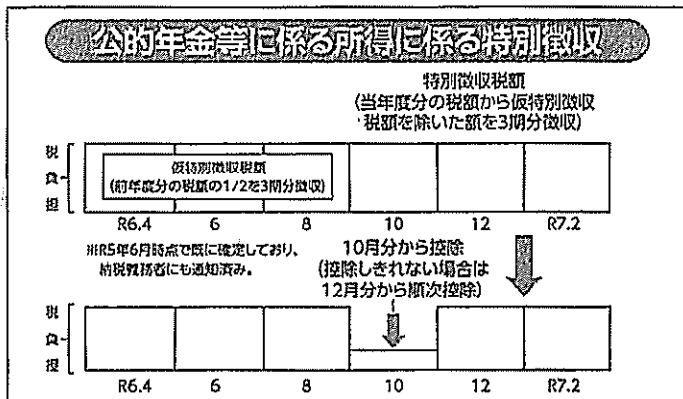 公的年金等に係る所得に係る特別徴収
特別徴収税額
(当年度分の税額から仮特別徴収
税額を除いた額を3期分徴収)
税
負
担
仮特別徴収税額
(前年度分の税額の1/2を3期分徴収)
R6.4 6 8 10 12 R7.2
※R5年6月時点で既に確定しており、
納税義務者にも通知済み。
10月分から控除
(控除しきれない場合は
12月分から順次控除)
税
負
担
R6.4 6 8 10 12 R7.2